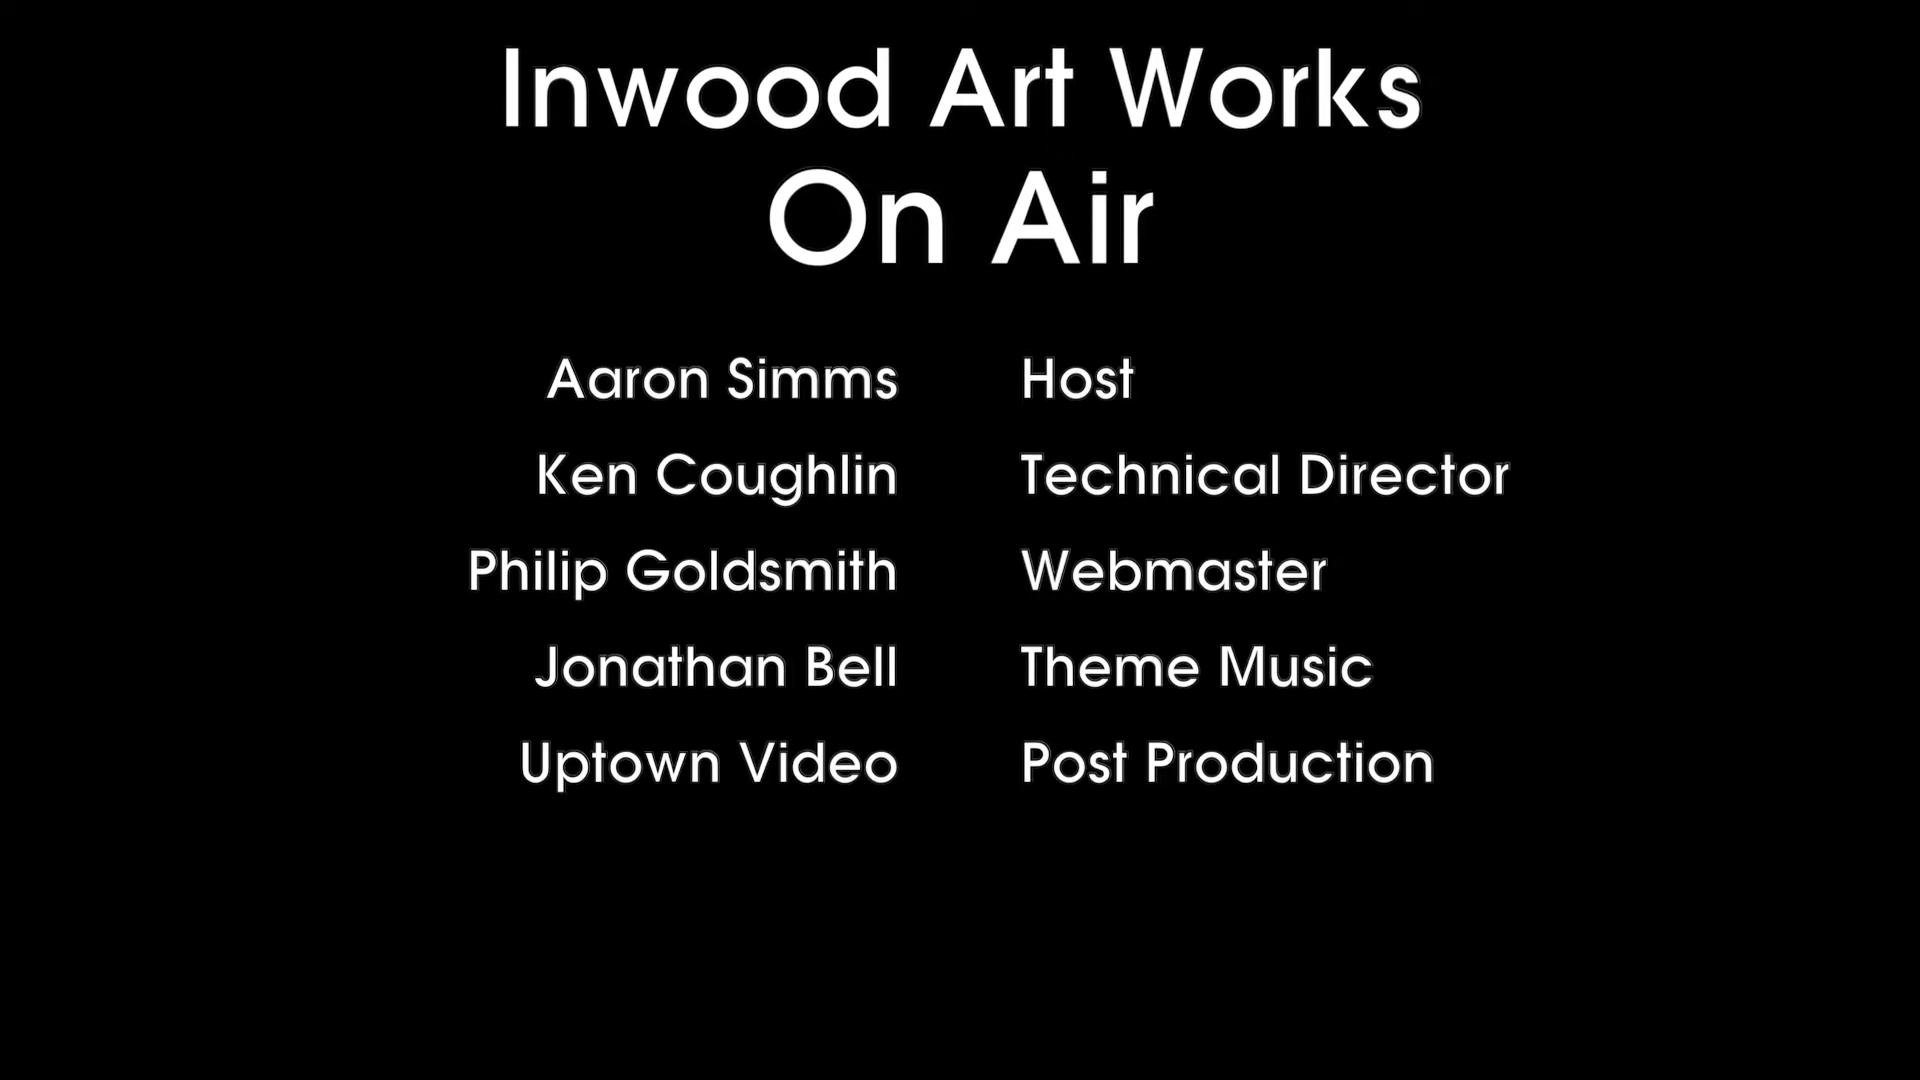 Inwood Art Works
On Air
Aaron Simms Host
Ken Coughlin Technical Director
Philip Goldsmith Webmaster
Jonathan Bell Theme Music
Uptown Video Post Production